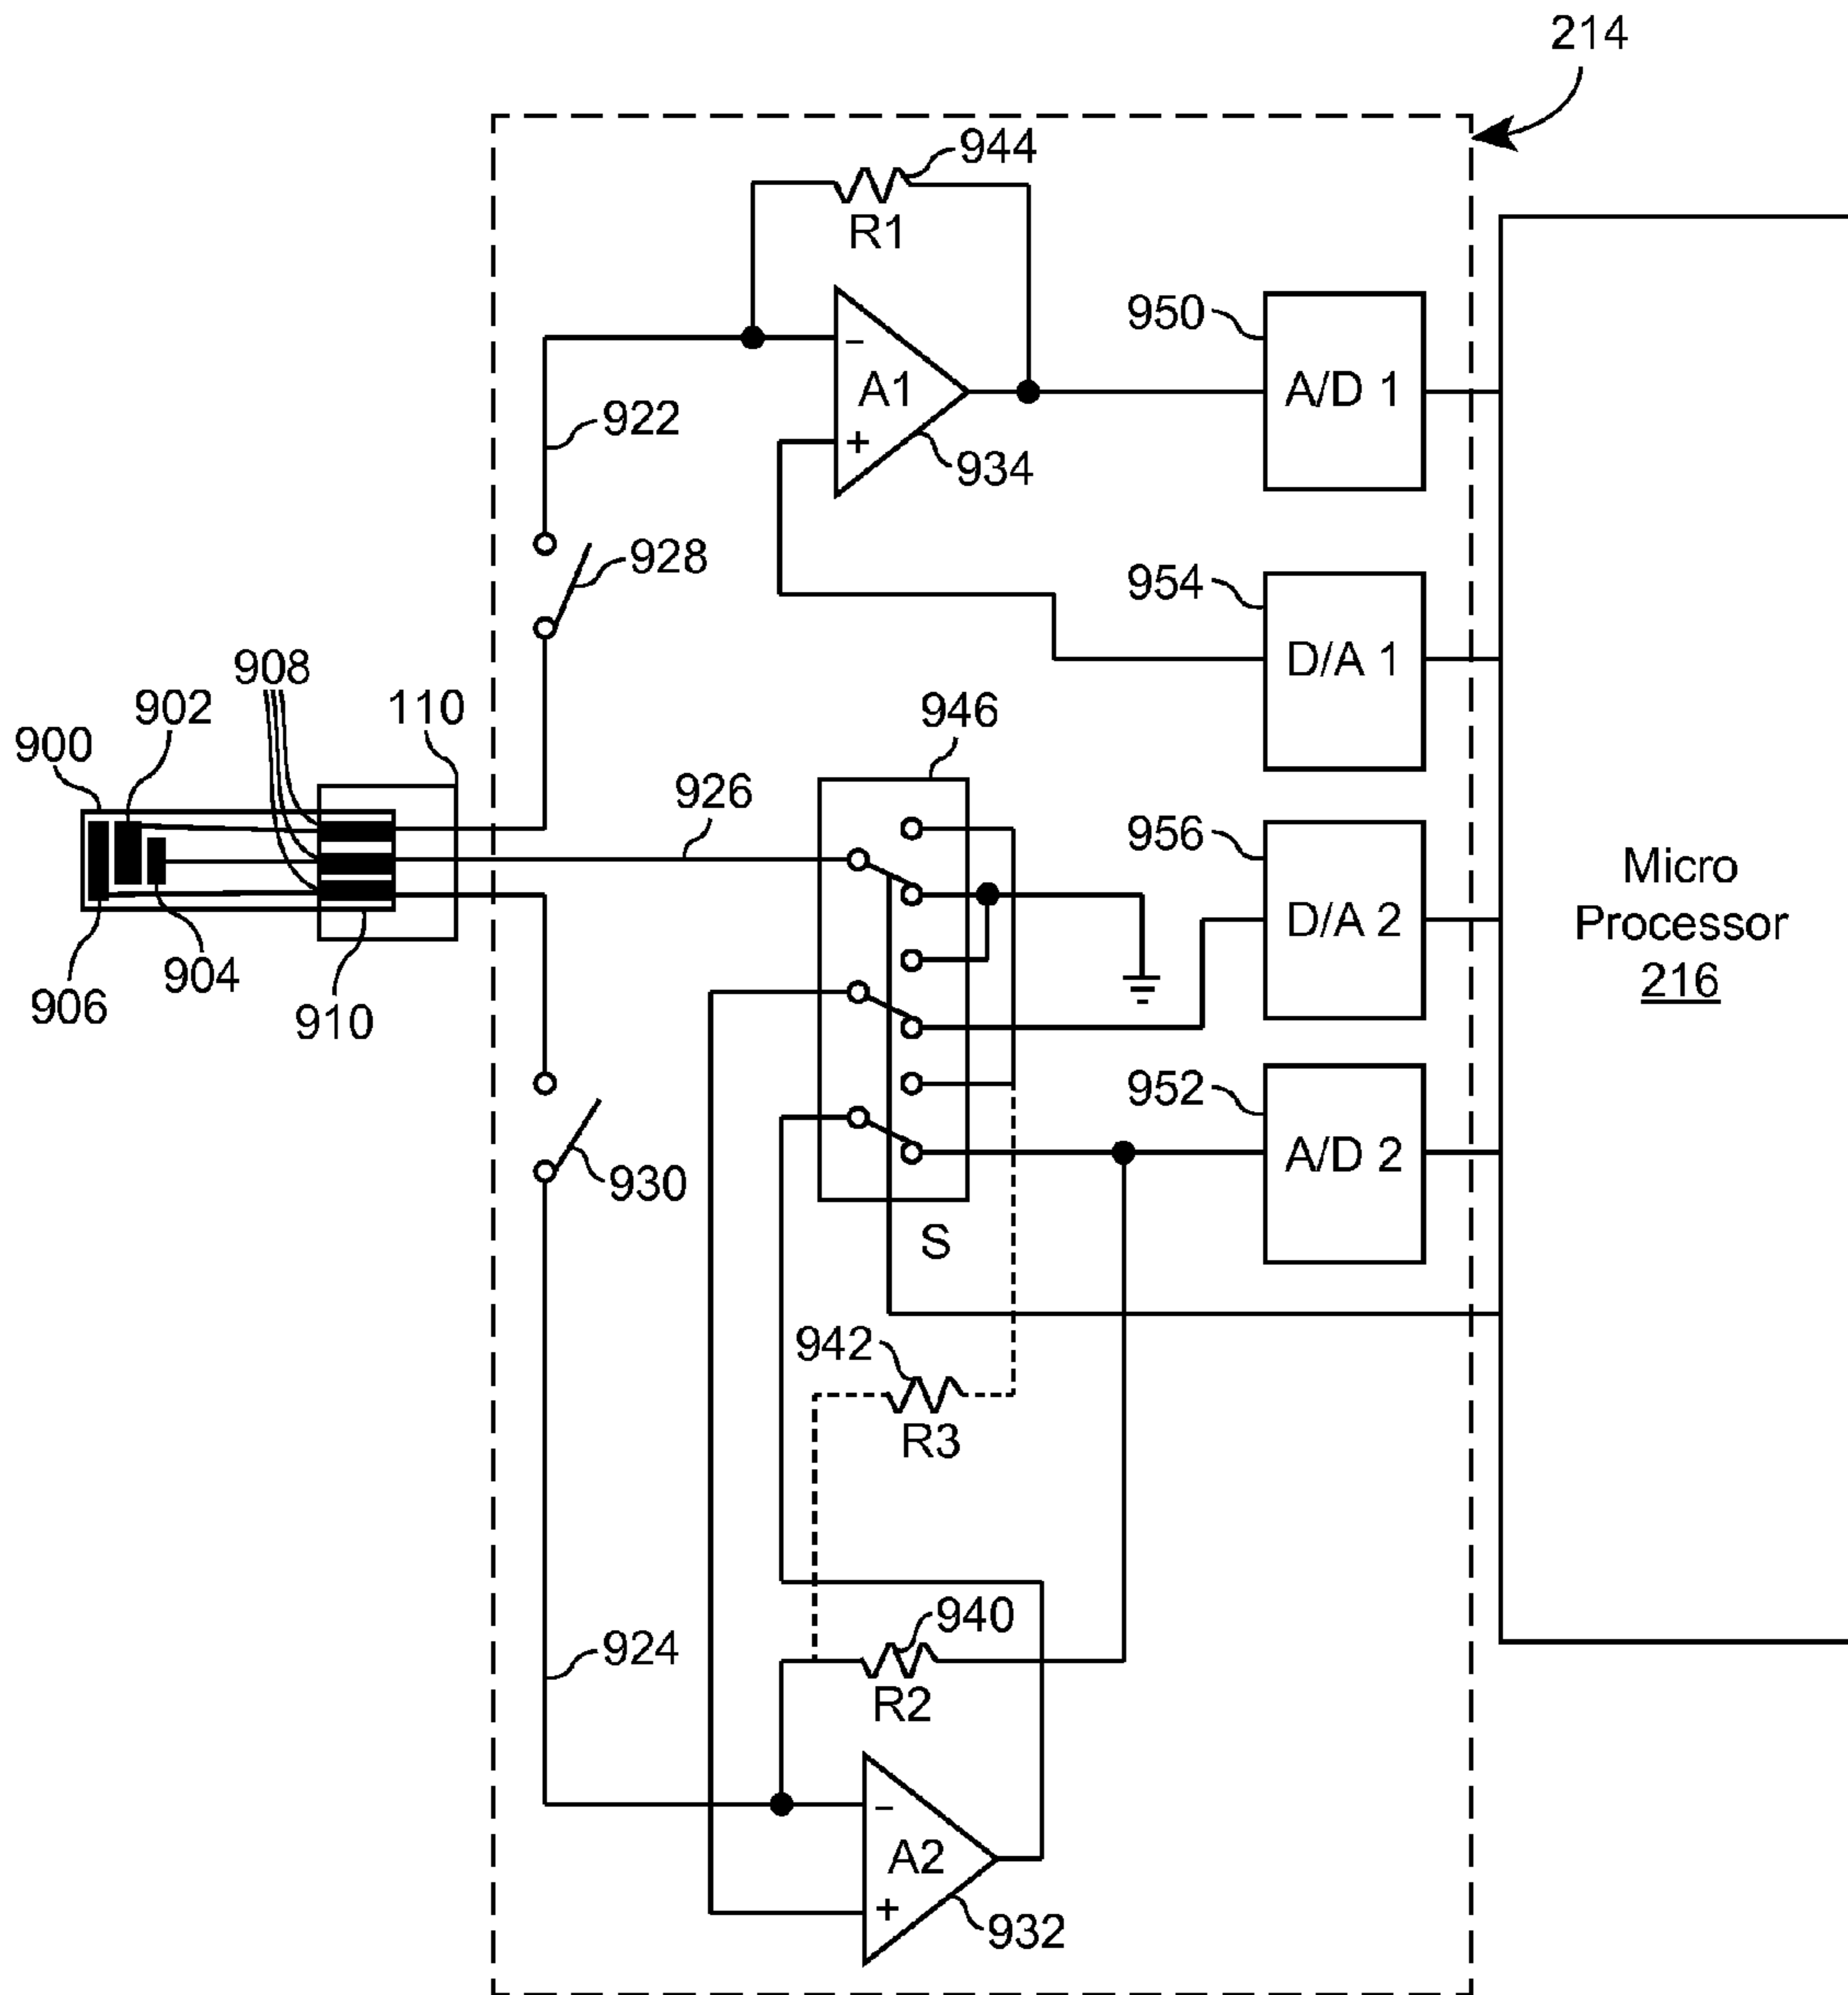 214
944
R1
950
−
A1
A/D 1
922
+
934
928
954
D/A 1
908
902
110
946
900
926
956
Micro
Processor
216
D/A 2
904
906
910
952
A/D 2
930
S
942
R3
940
924
R2
−
A2
+
932